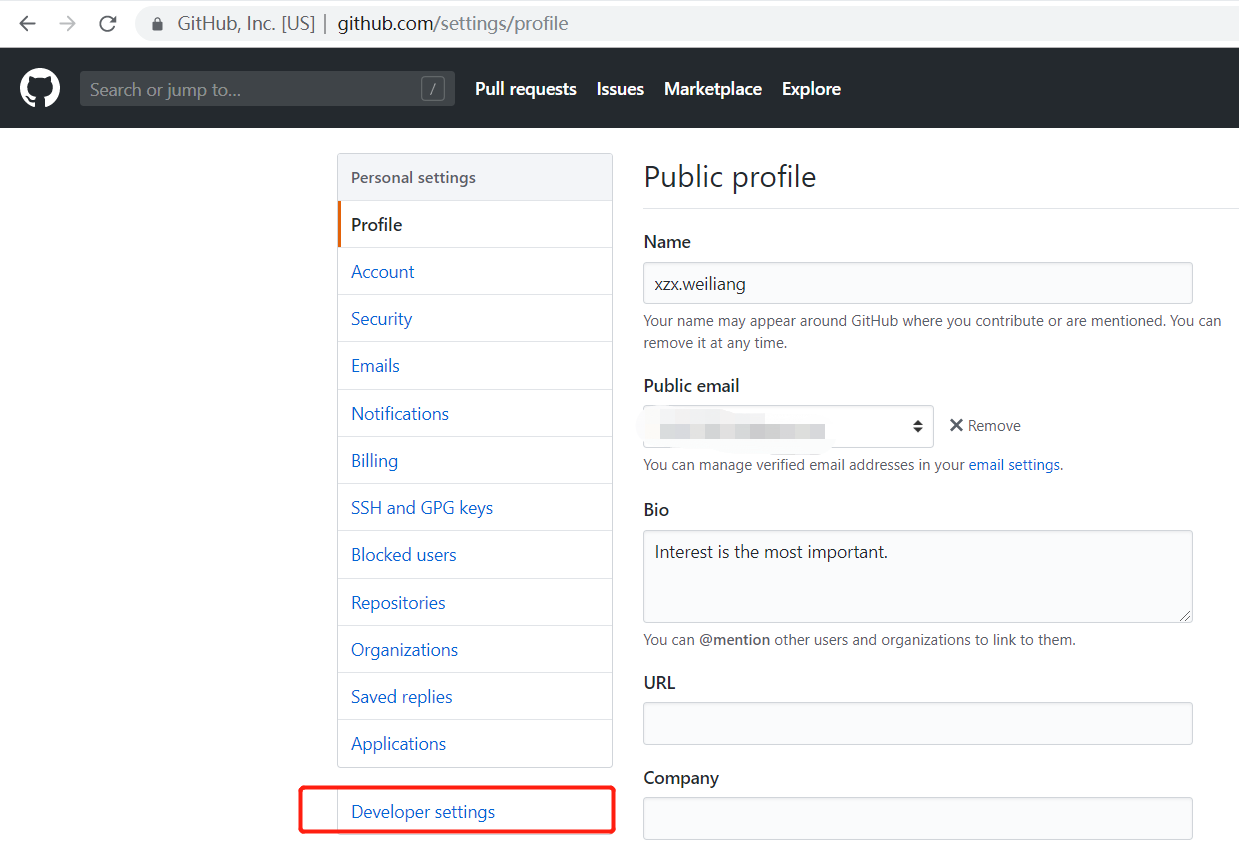 GitHub, Inc. [US] | github.com/settings/profile
Search or jump to... /
Pull requests Issues Marketplace Explore
Personal settings
Profile
Account
Security
Emails
Notifications
Billing
SSH and GPG keys
Blocked users
Repositories
Organizations
Saved replies
Applications
Developer settings
Public profile
Name
xzx.weiliang
Your name may appear around GitHub where you contribute or are mentioned. You can
remove it at any time.
Public email
Remove
You can manage verified email addresses in your email settings.
Bio
Interest is the most important.
You can @mention other users and organizations to link to them.
URL
Company